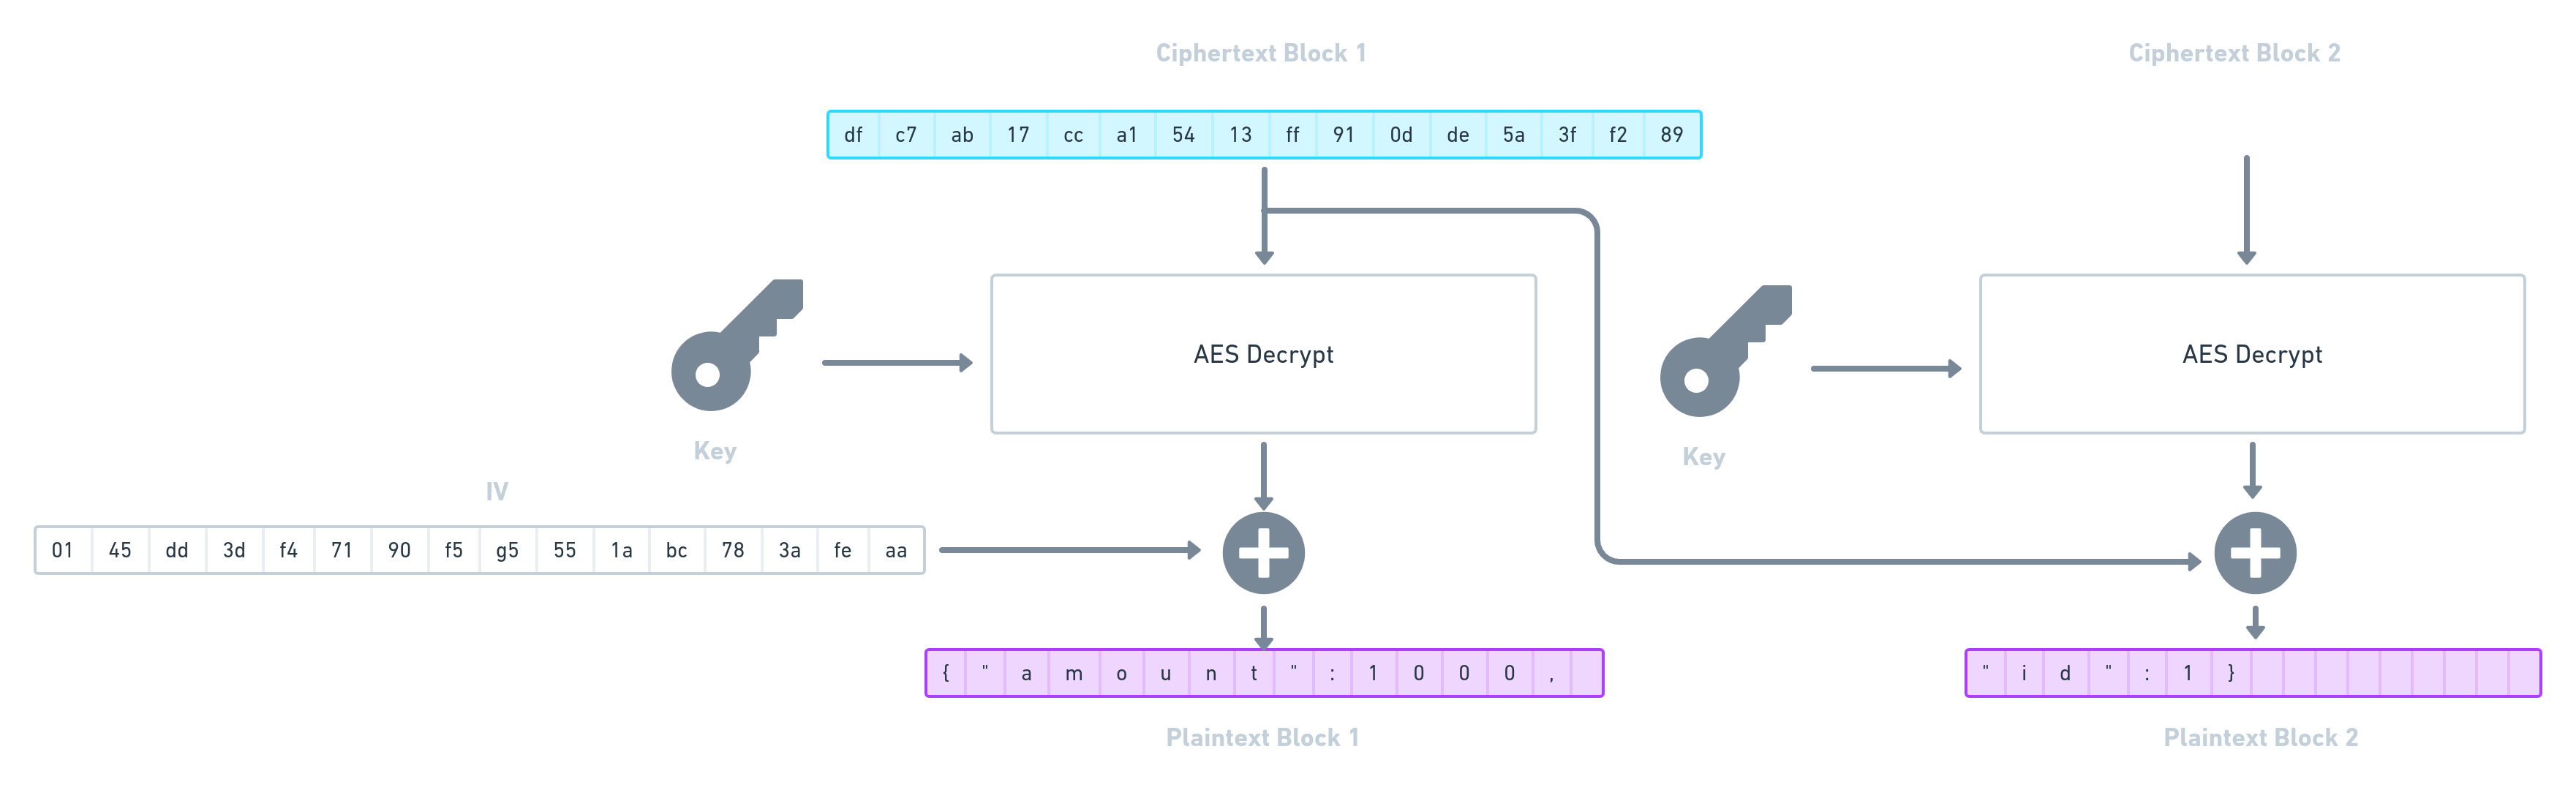 Ciphertext Block 1
Ciphertext Block 2
df c7 ab 17 cc a1 54 13 ff 91 0d de 5a 3f f2 89
AES Decrypt
AES Decrypt
Key
Key
IV
01 45 dd 3d f4 71 90 f5 g5 55 1a bc 78 3a fe aa
{ " a m o u n t " : 1 0 0 0 ,
" i d " : 1 }
Plaintext Block 1
Plaintext Block 2